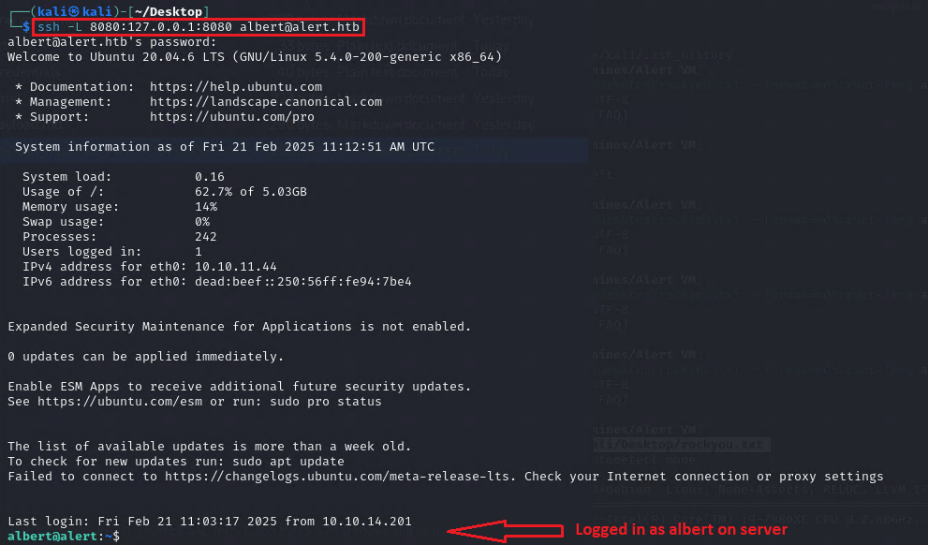 ┌──(kali㉿kali)-[~/Desktop]
└─$ ssh -L 8080:127.0.0.1:8080 albert@alert.htb
albert@alert.htb's password:
Welcome to Ubuntu 20.04.6 LTS (GNU/Linux 5.4.0-200-generic x86_64)
* Documentation:  https://help.ubuntu.com
* Management:     https://landscape.canonical.com
* Support:        https://ubuntu.com/pro
System information as of Fri 21 Feb 2025 11:12:51 AM UTC
System load:           0.16
Usage of /:            62.7% of 5.03GB
Memory usage:          14%
Swap usage:            0%
Processes:             242
Users logged in:       1
IPv4 address for eth0: 10.10.11.44
IPv6 address for eth0: dead:beef::250:56ff:fe94:7be4
Expanded Security Maintenance for Applications is not enabled.
0 updates can be applied immediately.
Enable ESM Apps to receive additional future security updates.
See https://ubuntu.com/esm or run: sudo pro status
The list of available updates is more than a week old.
To check for new updates run: sudo apt update
Failed to connect to https://changelogs.ubuntu.com/meta-release-lts. Check your Internet connection or proxy settings
Last login: Fri Feb 21 11:03:17 2025 from 10.10.14.201
albert@alert:~$
Logged in as albert on server